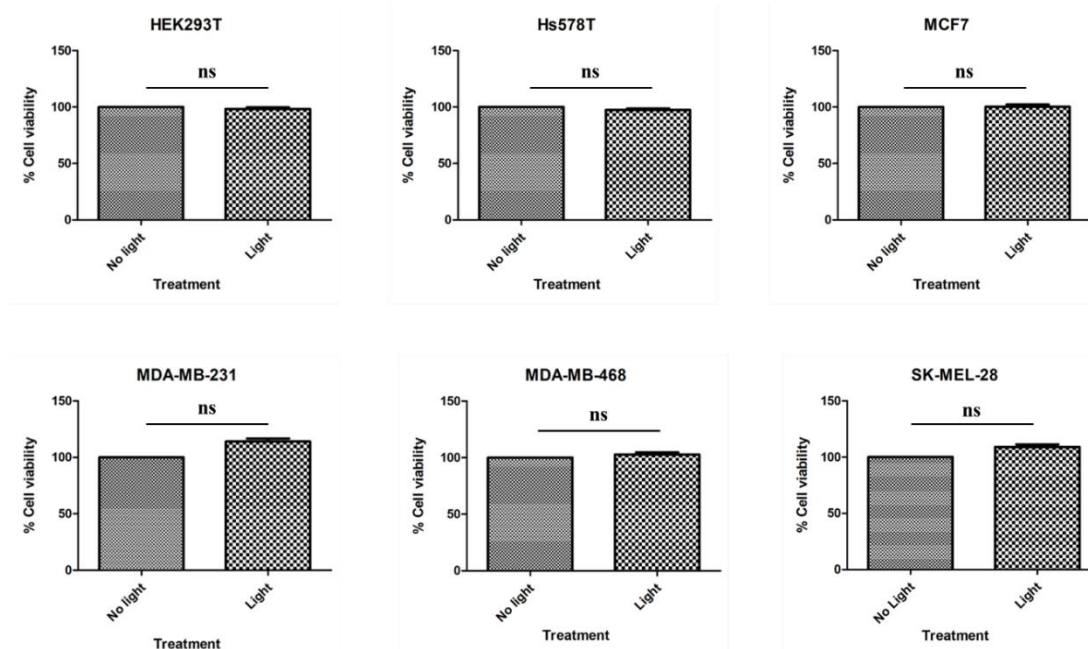 HEK293T
150
100
50
0
% Cell viability
ns
No light
Light
Treatment
Hs578T
150
100
50
0
% Cell viability
ns
No light
Light
Treatment
MCF7
150
100
50
0
% Cell viability
ns
No light
Light
Treatment
MDA-MB-231
150
100
50
0
% Cell viability
ns
No light
Light
Treatment
MDA-MB-468
150
100
50
0
% Cell viability
ns
No light
Light
Treatment
SK-MEL-28
150
100
50
0
% Cell viability
ns
No Light
Light
Treatment